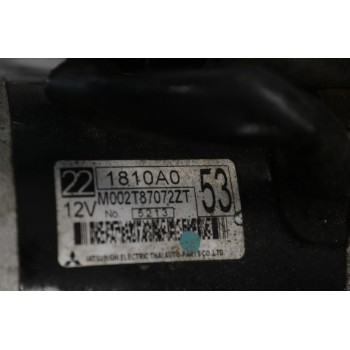 22 1810A0 53
12V M002T87072ZT
No. 5213
MITSUBISHI ELECTRIC THAI AUTO-PARTS CO.,LTD.